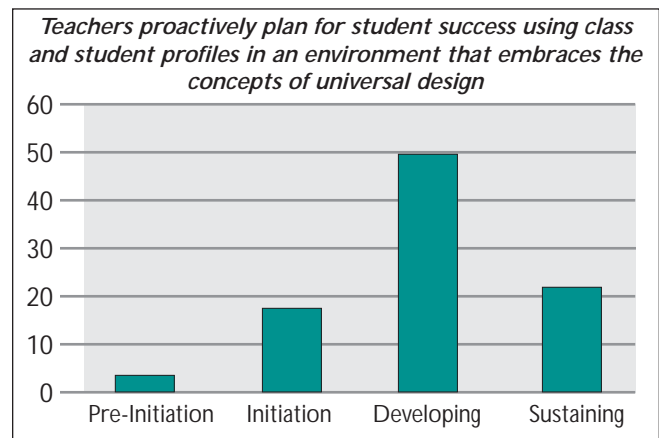 Teachers proactively plan for student success using class
and student profiles in an environment that embraces the
concepts of universal design
60
50
40
30
20
10
0
Pre-Initiation Initiation Developing Sustaining